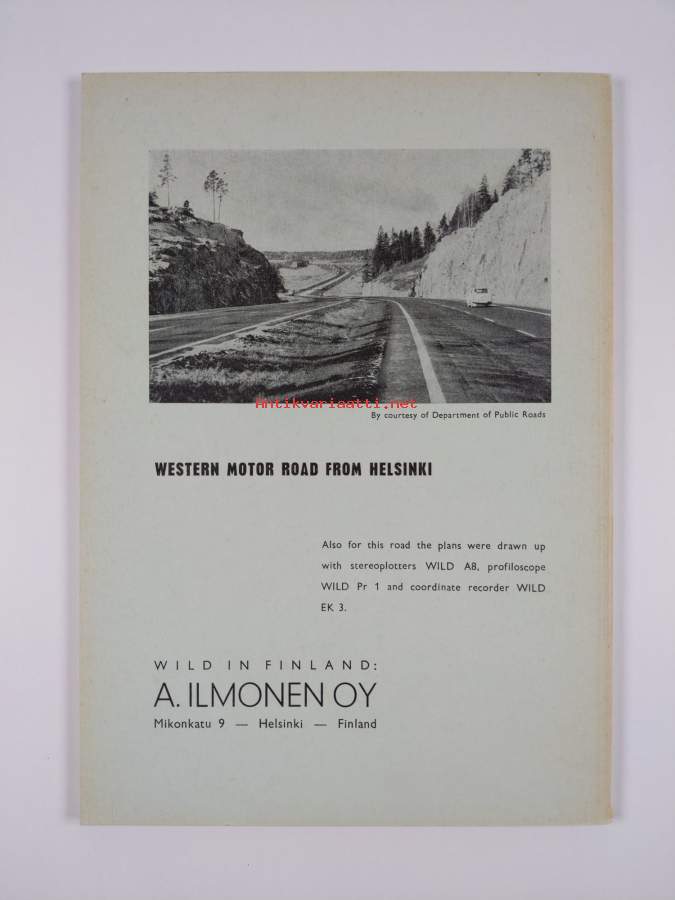 Antikvariaatti.net
By courtesy of Department of Public Roads
WESTERN MOTOR ROAD FROM HELSINKI
Also for this road the plans were drawn up
with stereoplotters WILD A8, profiloscope
WILD Pr 1 and coordinate recorder WILD
EK 3.
WILD IN FINLAND:
A. ILMONEN OY
Mikonkatu 9 — Helsinki — Finland